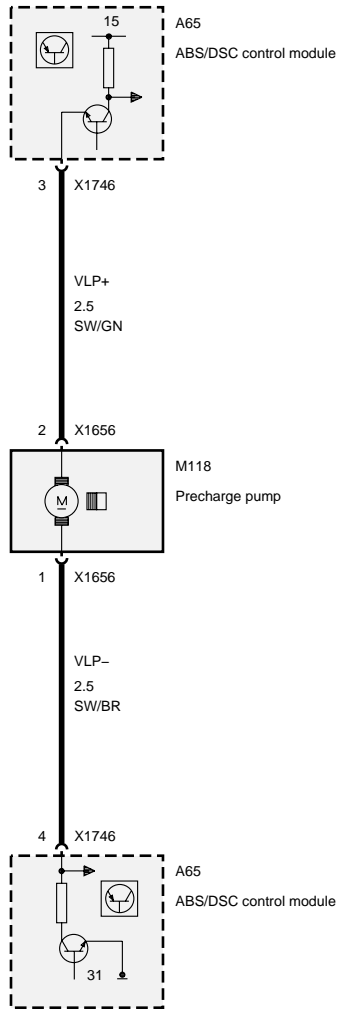 15
A65
ABS/DSC control module
3 X1746
VLP+
2.5
SW/GN
2 X1656
M118
M
Precharge pump
1 X1656
VLP–
2.5
SW/BR
4 X1746
A65
ABS/DSC control module
31